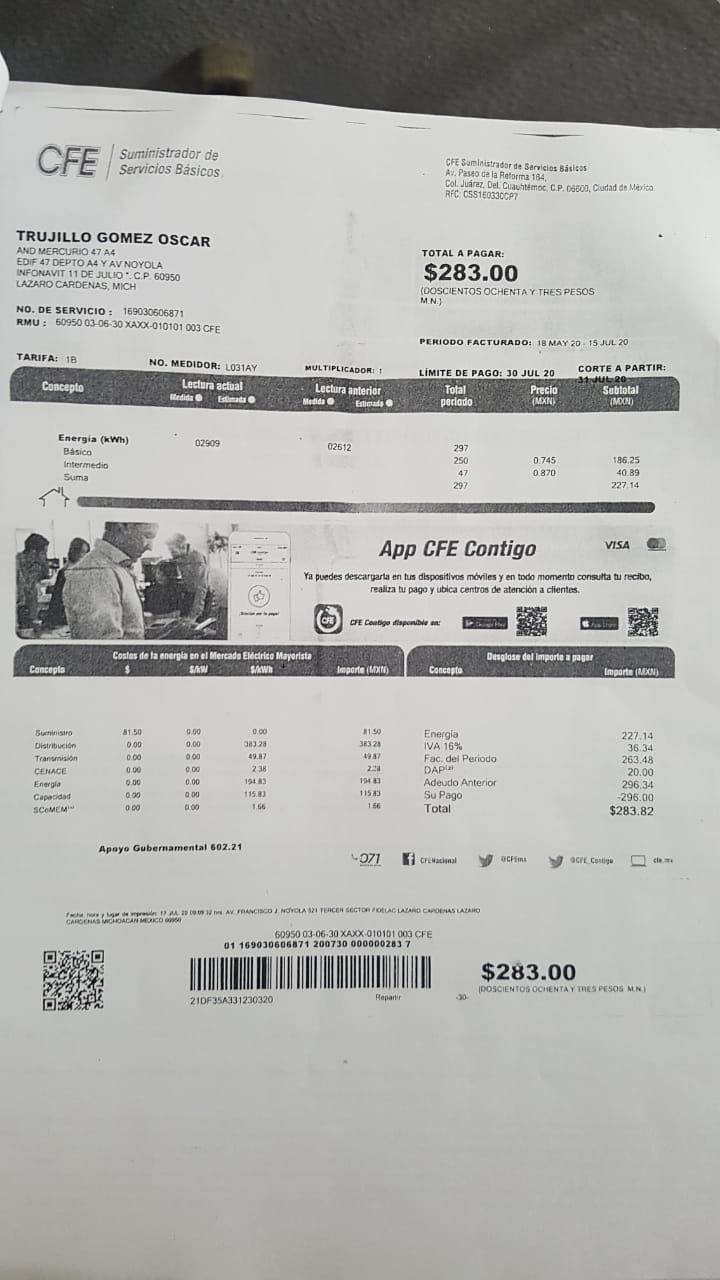 CFE Suministrador de
Servicios Básicos
CFE Suministrador de Servicios Básicos
Av. Paseo de la Reforma 164,
Col. Juárez, Del. Cuauhtémoc, C.P. 06600, Ciudad de México.
RFC: CSS160330CP7
TRUJILLO GOMEZ OSCAR
AND MERCURIO 47 A4
EDIF 47 DEPTO A4 Y AV NOYOLA
INFONAVIT 11 DE JULIO *. C.P. 60950
LAZARO CARDENAS, MICH
TOTAL A PAGAR:
$283.00
(DOSCIENTOS OCHENTA Y TRES PESOS
M.N.)
NO. DE SERVICIO : 169030606871
RMU : 60950 03-06-30 XAXX-010101 003 CFE
PERIODO FACTURADO: 18 MAY 20 - 15 JUL 20
TARIFA: 1B NO. MEDIDOR: L031AY MULTIPLICADOR: 1 LÍMITE DE PAGO: 30 JUL 20 CORTE A PARTIR:
31 JUL 20
Concepto Lectura actual Lectura anterior Total Precio Subtotal
Medida Estimada Medida Estimada periodo (MXN) (MXN)
Energía (kWh) 02909 02612 297
Básico 250 0.745 186.25
Intermedio 47 0.870 40.89
Suma 297 227.14
App CFE Contigo VISA
Ya puedes descargarla en tus dispositivos móviles y en todo momento consulta tu recibo,
realiza tu pago y ubica centros de atención a clientes.
CFE CFE Contigo disponible en: Google Play App Store
Costos de la energía en el Mercado Eléctrico Mayorista
Concepto $ $/kW $/kWh Importe (MXN)
Suministro 81.50 0.00 0.00 81.50
Distribución 0.00 0.00 383.28 383.28
Transmisión 0.00 0.00 49.87 49.87
CENACE 0.00 0.00 2.38
Energía 0.00 0.00 194.83 194.83
Capacidad 0.00 0.00 115.83 115.83
SCnMEM 0.00 0.00 1.66 1.66
Desglose del importe a pagar
Concepto Importe (MXN)
Energía 227.14
IVA 16% 36.34
Fac. del Periodo 263.48
DAP 20.00
Adeudo Anterior 296.34
Su Pago -296.00
Total $283.82
Apoyo Gubernamental 602.21
071 CFENacional @CFEmx @CFE_Contigo cfe.mx
Fecha, hora y lugar de impresión: 17 JUL 20 09:09:32 hrs. AV. FRANCISCO J. NOYOLA 521 TERCER SECTOR FIDELAC LAZARO CARDENAS LAZARO
CARDENAS MICHOACAN MEXICO 60950
60950 03-06-30 XAXX-010101 003 CFE
01 169030606871 200730 000000283 7
21DF35A331230320 Repartir -30-
$283.00
(DOSCIENTOS OCHENTA Y TRES PESOS M.N.)